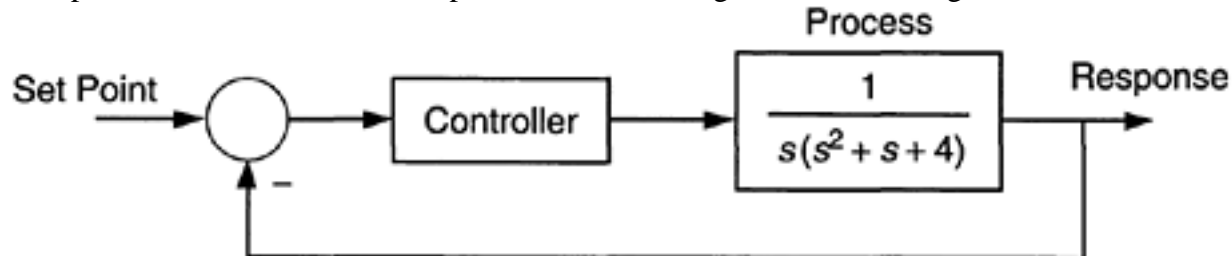 Process
Set Point
Controller
1
s(s² + s + 4)
Response
−